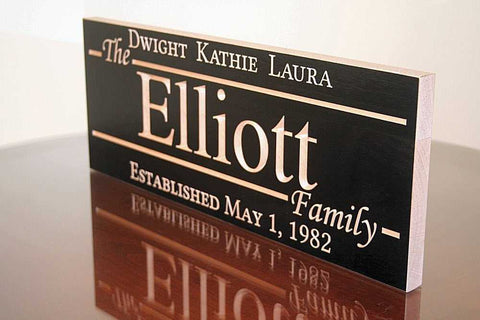 Dwight Kathie Laura
The
Elliott
Family
Established May 1, 1982